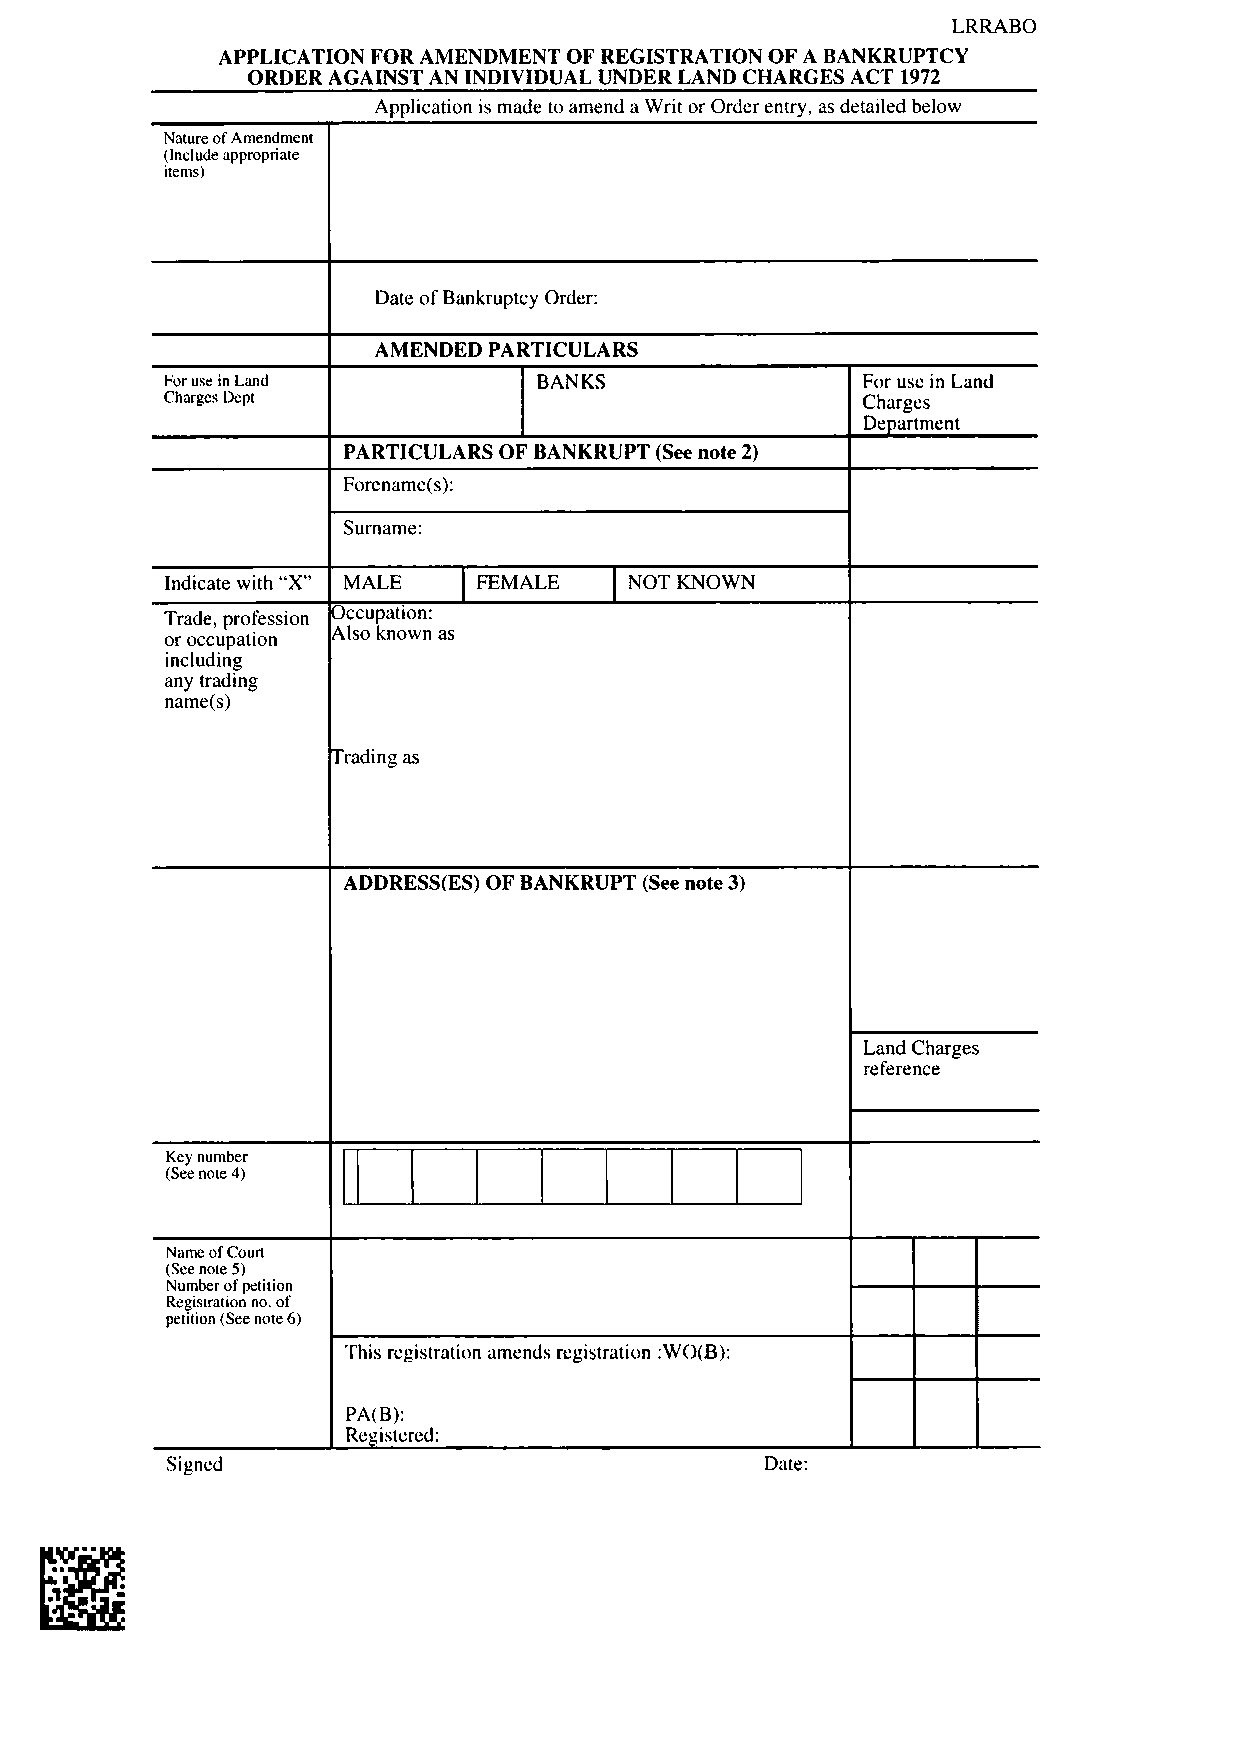 LRRABO
APPLICATION FOR AMENDMENT OF REGISTRATION OF A BANKRUPTCY
ORDER AGAINST AN INDIVIDUAL UNDER LAND CHARGES ACT 1972
Application is made to amend a Writ or Order entry, as detailed below
Nature of Amendment
(Include appropriate
items)
Date of Bankruptcy Order:
AMENDED PARTICULARS
For use in Land
Charges Dept
BANKS
For use in Land
Charges
Department
PARTICULARS OF BANKRUPT (See note 2)
Forename(s):
Surname:
Indicate with “X”
MALE
FEMALE
NOT KNOWN
Trade, profession
or occupation
including
any trading
name(s)
Occupation:
Also known as
Trading as
ADDRESS(ES) OF BANKRUPT (See note 3)
Land Charges
reference
Key number
(See note 4)
Name of Court
(See note 5)
Number of petition
Registration no. of
petition (See note 6)
This registration amends registration :WO(B):
PA(B):
Registered:
Signed
Date: